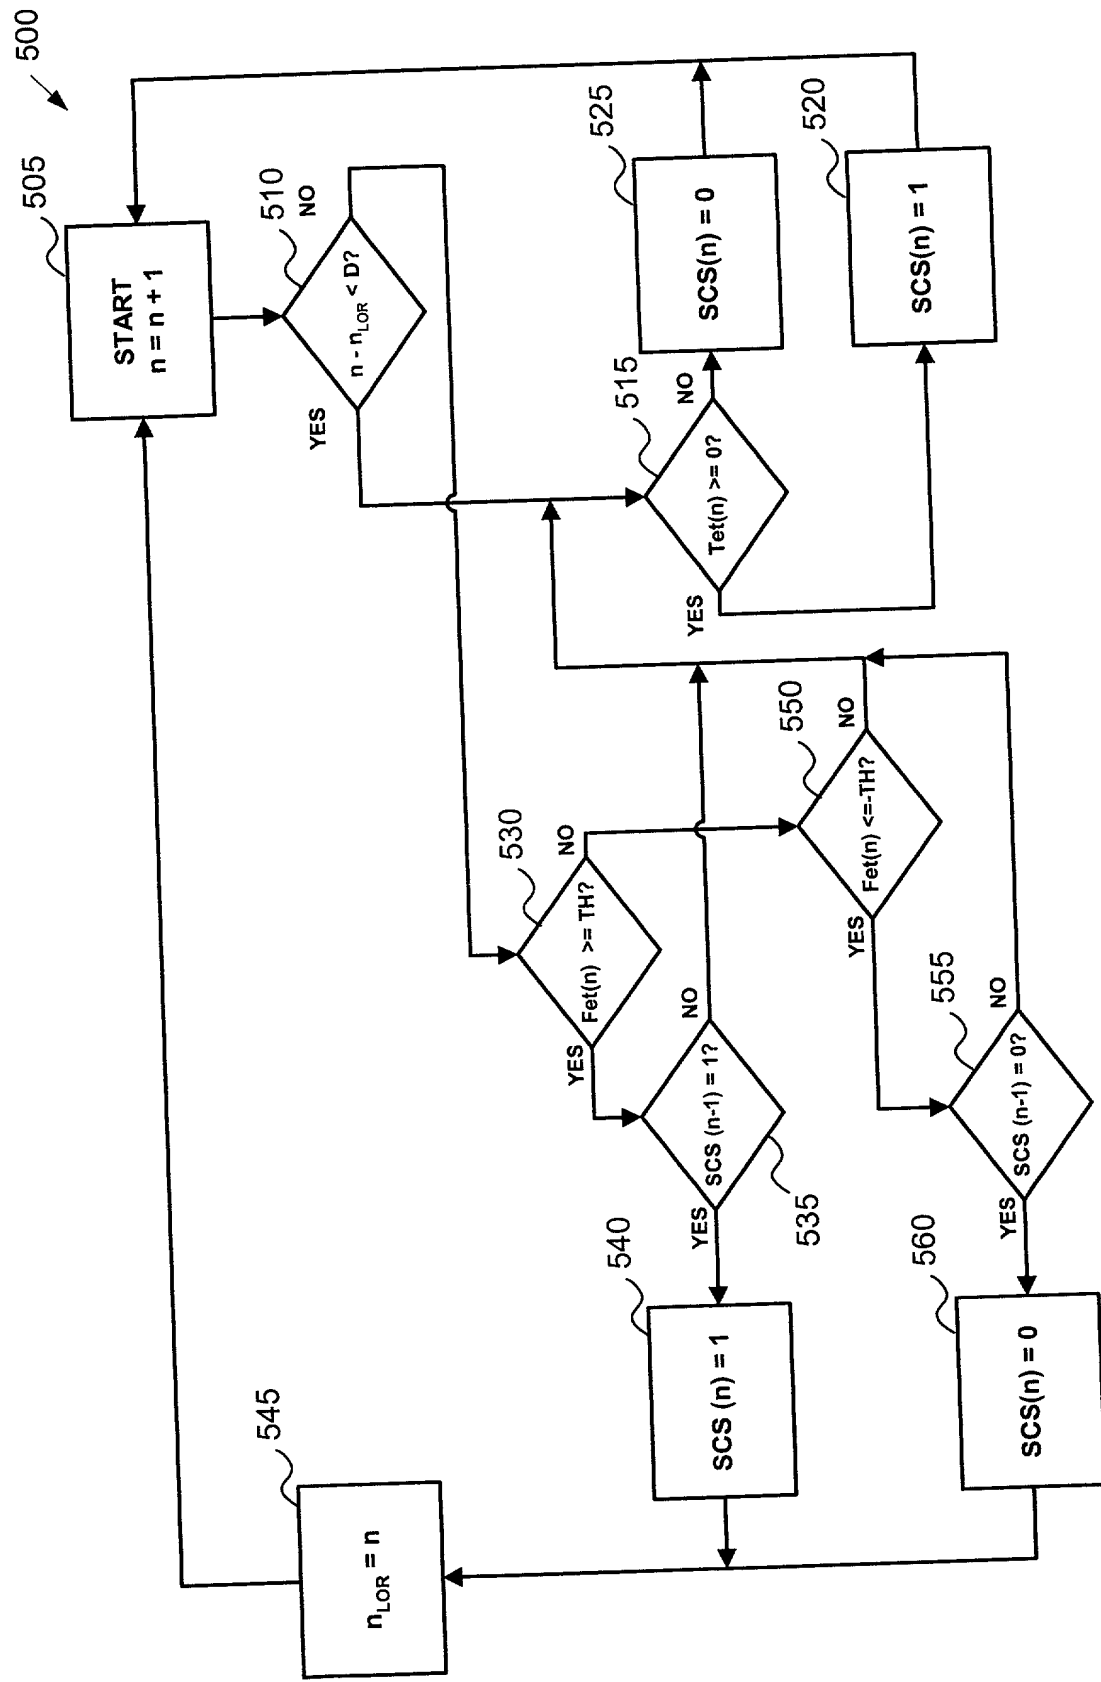 500
505
START
n = n + 1
510
n - nLOR < D?
YES
NO
515
Tet(n) >= 0?
YES
NO
525
SCS(n) = 0
520
SCS(n) = 1
530
Fet(n) >= TH?
YES
NO
SCS (n-1) = 1?
535
YES
NO
540
SCS (n) = 1
545
nLOR = n
550
Fet(n) <=-TH?
YES
NO
555
SCS (n-1) = 0?
YES
NO
560
SCS(n) = 0